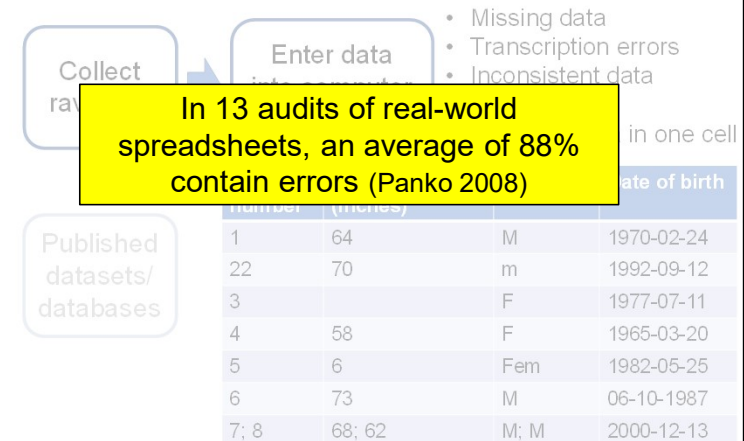 • Missing data
• Transcription errors
• Inconsistent data
Collect
Enter data
In 13 audits of real-world
spreadsheets, an average of 88%
contain errors (Panko 2008)
in one cell
number (inches) Date of birth
1 64 M 1970-02-24
22 70 m 1992-09-12
3 F 1977-07-11
4 58 F 1965-03-20
5 6 Fem 1982-05-25
6 73 M 06-10-1987
7; 8 68; 62 M; M 2000-12-13
Published
datasets/
databases